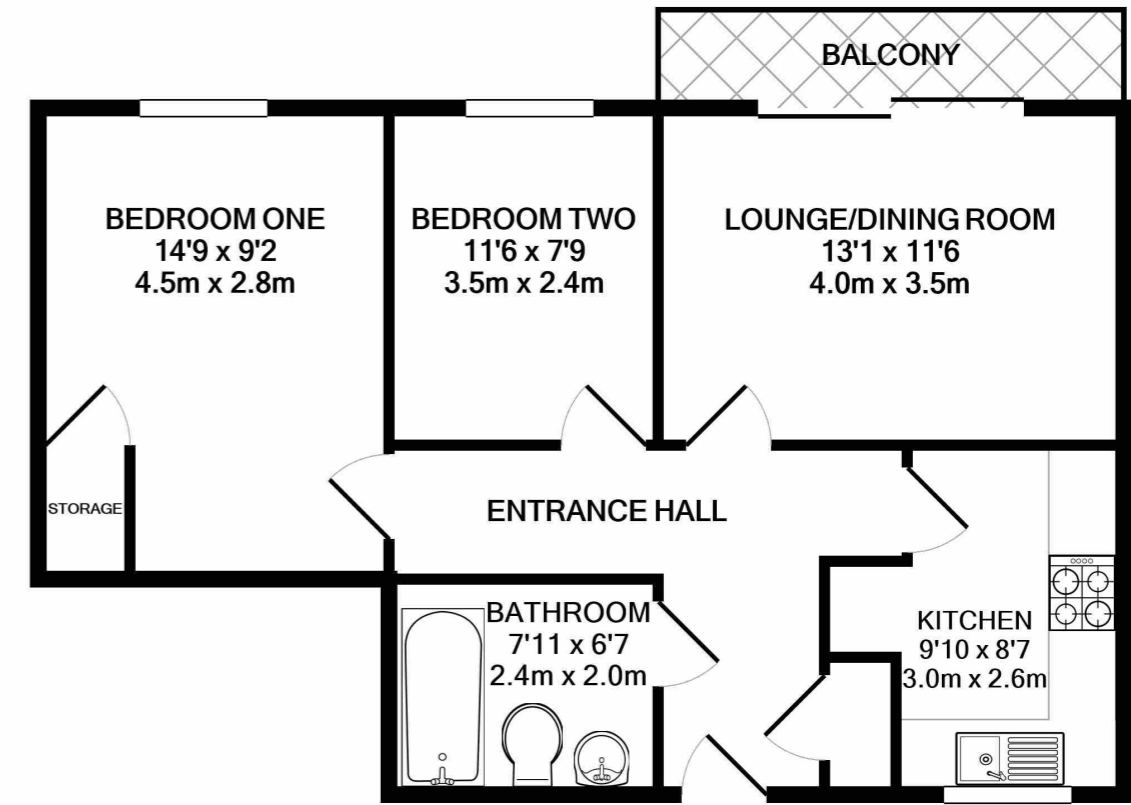 BALCONY
BEDROOM ONE
14'9 x 9'2
4.5m x 2.8m
BEDROOM TWO
11'6 x 7'9
3.5m x 2.4m
LOUNGE/DINING ROOM
13'1 x 11'6
4.0m x 3.5m
STORAGE
ENTRANCE HALL
BATHROOM
7'11 x 6'7
2.4m x 2.0m
KITCHEN
9'10 x 8'7
3.0m x 2.6m